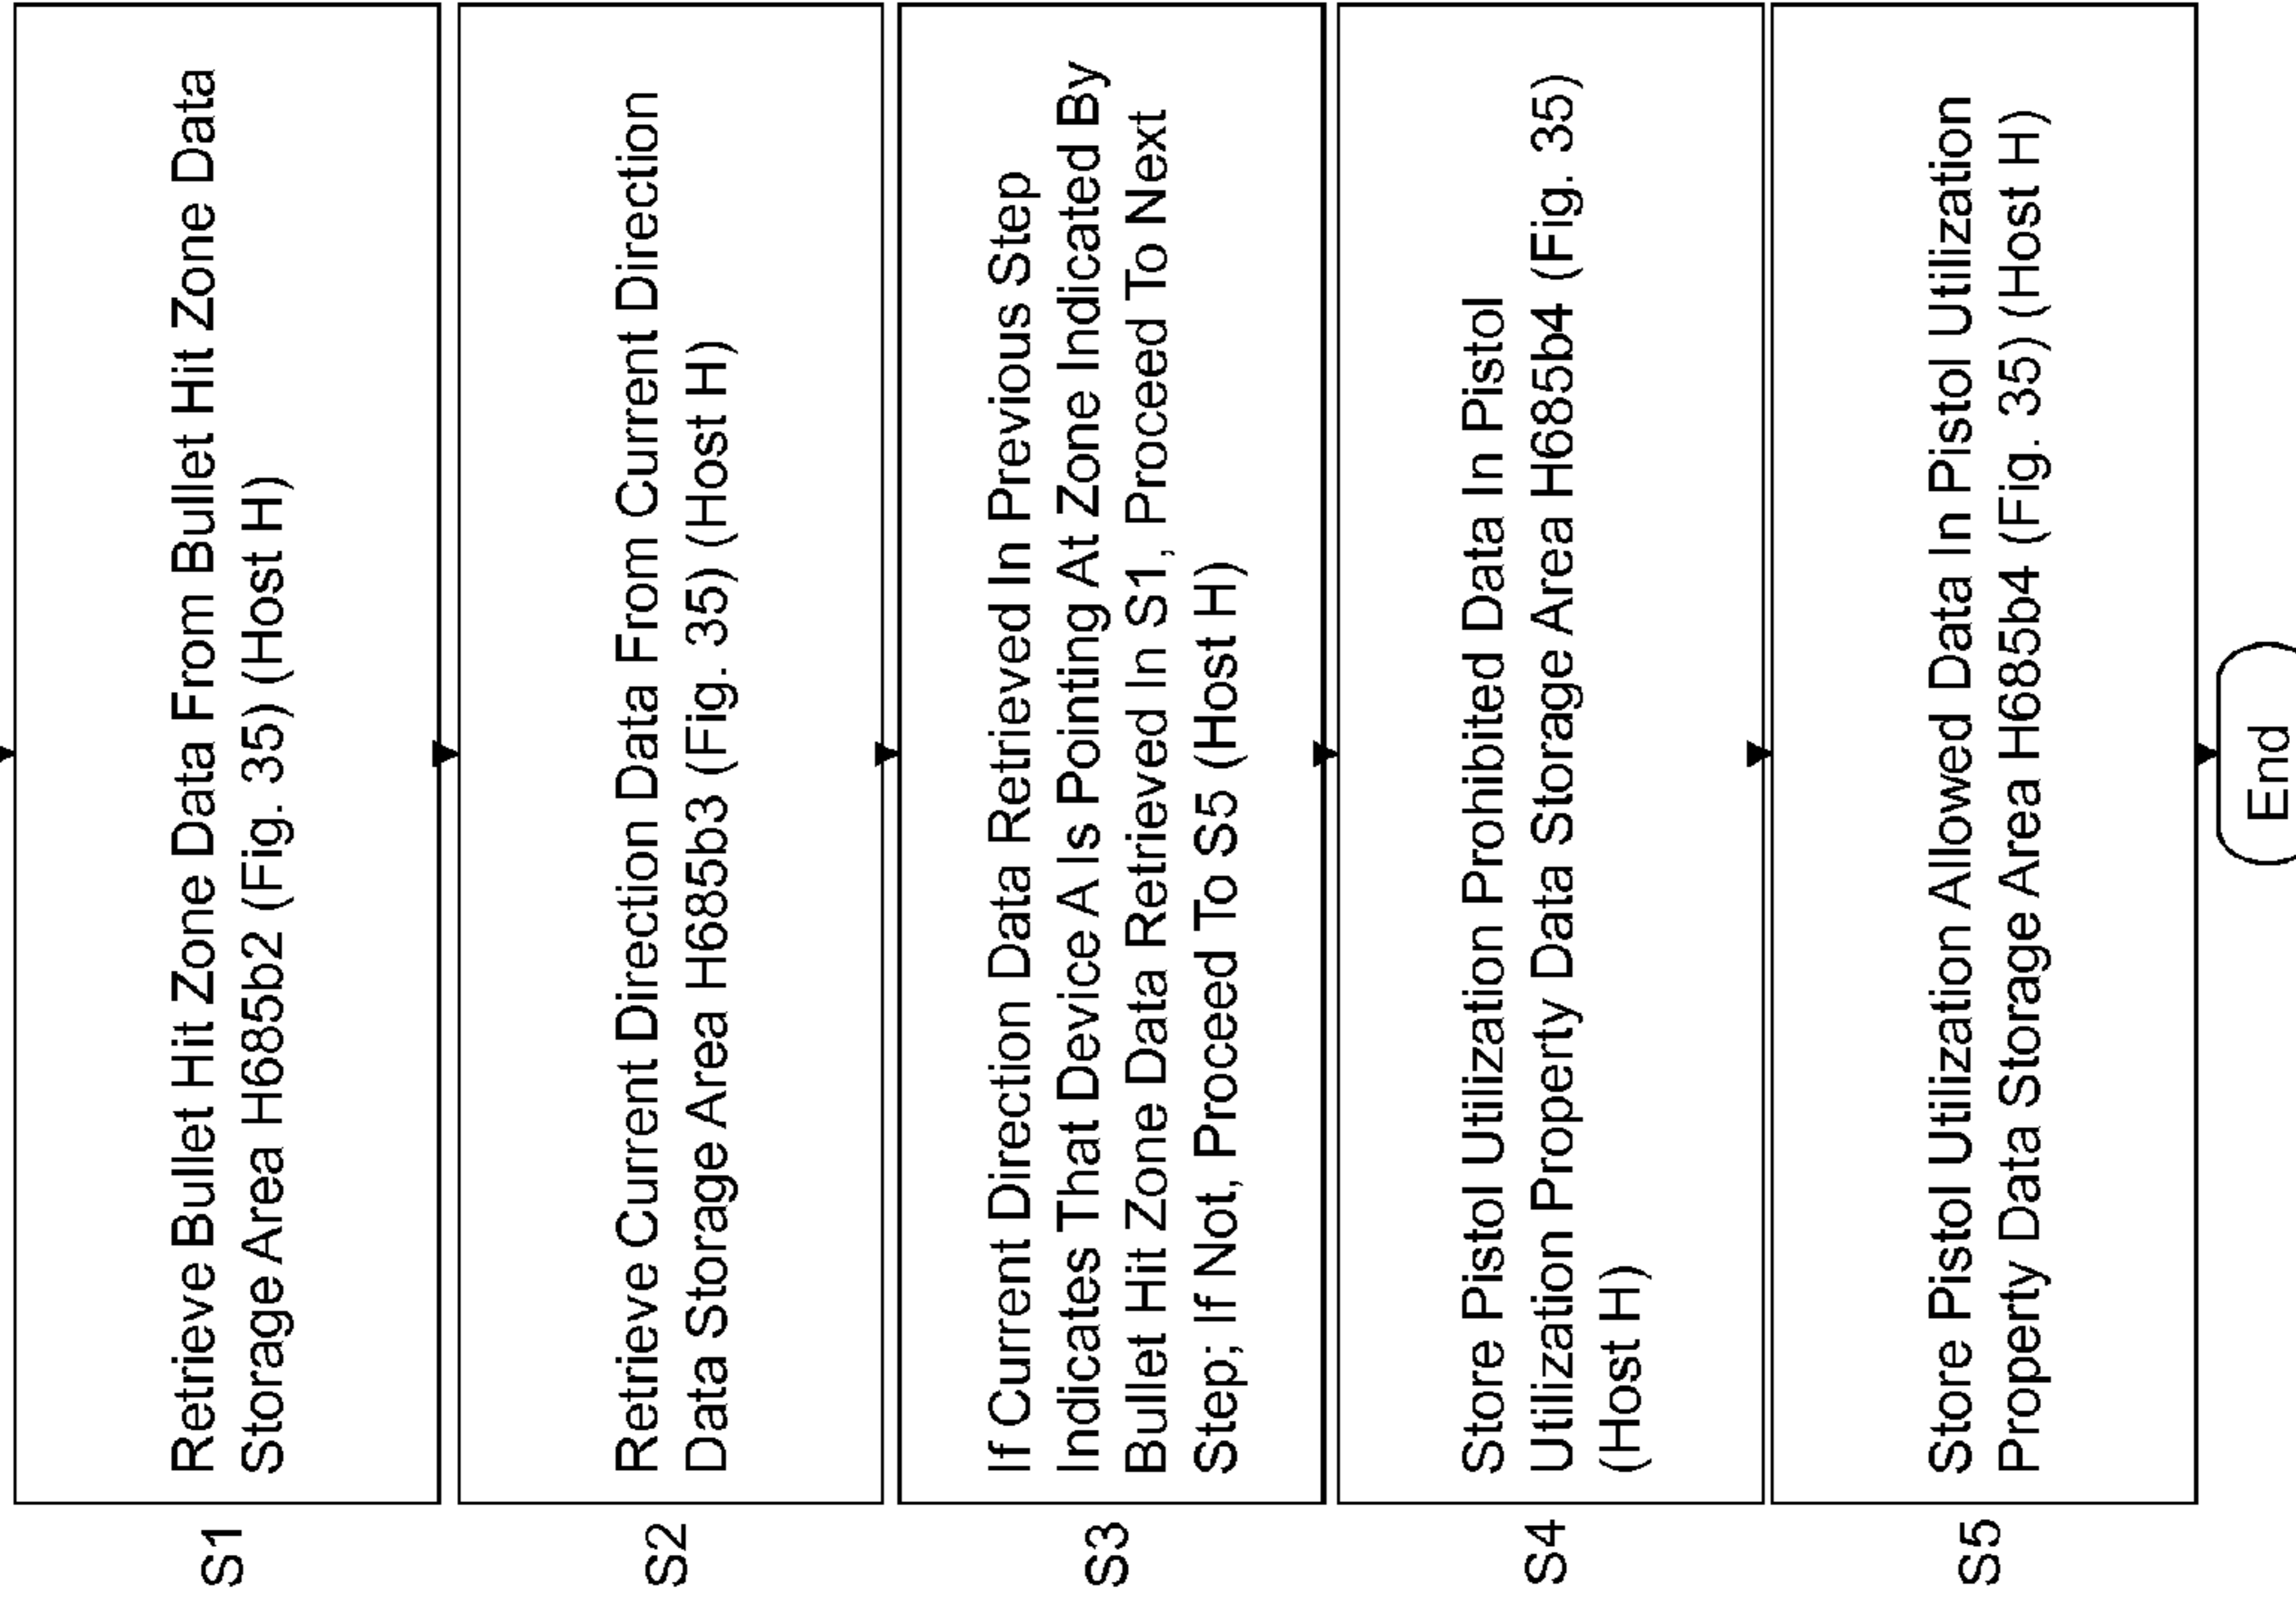 S1
Retrieve Bullet Hit Zone Data From Bullet Hit Zone Data
Storage Area H685b2 (Fig. 35) (Host H)
S2
Retrieve Current Direction Data From Current Direction
Data Storage Area H685b3 (Fig. 35) (Host H)
S3
If Current Direction Data Retrieved In Previous Step
Indicates That Device A Is Pointing At Zone Indicated By
Bullet Hit Zone Data Retrieved In S1, Proceed To Next
Step; If Not, Proceed To S5 (Host H)
S4
Store Pistol Utilization Prohibited Data In Pistol
Utilization Property Data Storage Area H685b4 (Fig. 35)
(Host H)
S5
Store Pistol Utilization Allowed Data In Pistol Utilization
Property Data Storage Area H685b4 (Fig. 35) (Host H)
End